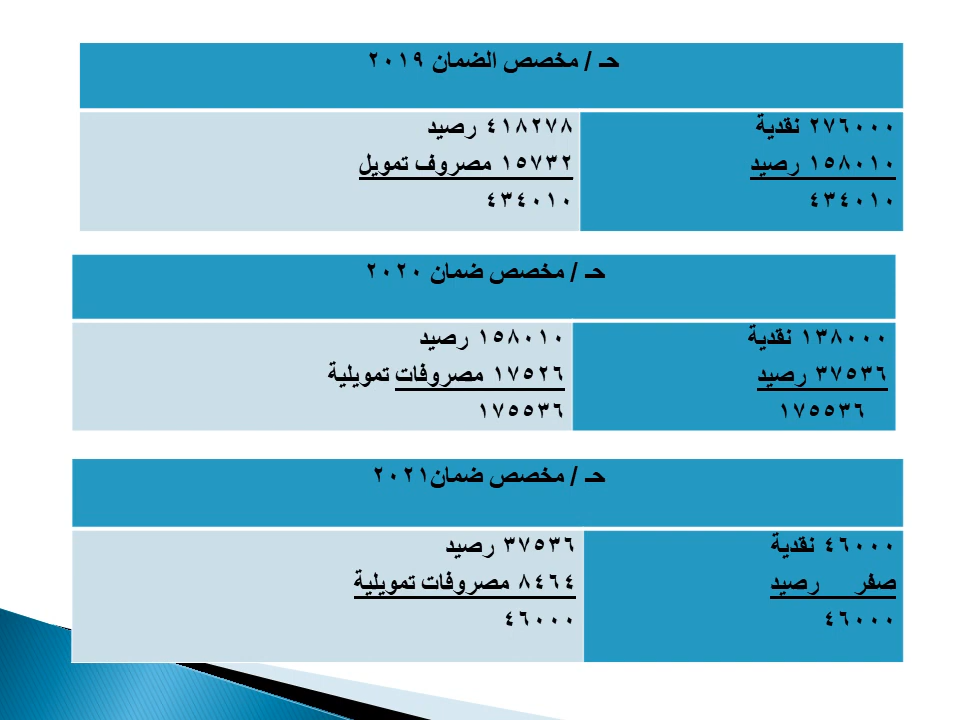 حـ / مخصص الضمان ٢٠١٩
٢٧٦٠٠٠ نقدية
١٥٨٠١٠ رصيد
٤٣٤٠١٠
٤١٨٢٧٨ رصيد
١٥٧٣٢ مصروف تمويل
٤٣٤٠١٠
حـ / مخصص ضمان ٢٠٢٠
١٣٨٠٠٠ نقدية
٣٧٥٣٦ رصيد
١٧٥٥٣٦
١٥٨٠١٠ رصيد
١٧٥٢٦ مصروفات تمويلية
١٧٥٥٣٦
حـ / مخصص ضمان٢٠٢١
٤٦٠٠٠ نقدية
صفر رصيد
٤٦٠٠٠
٣٧٥٣٦ رصيد
٨٤٦٤ مصروفات تمويلية
٤٦٠٠٠